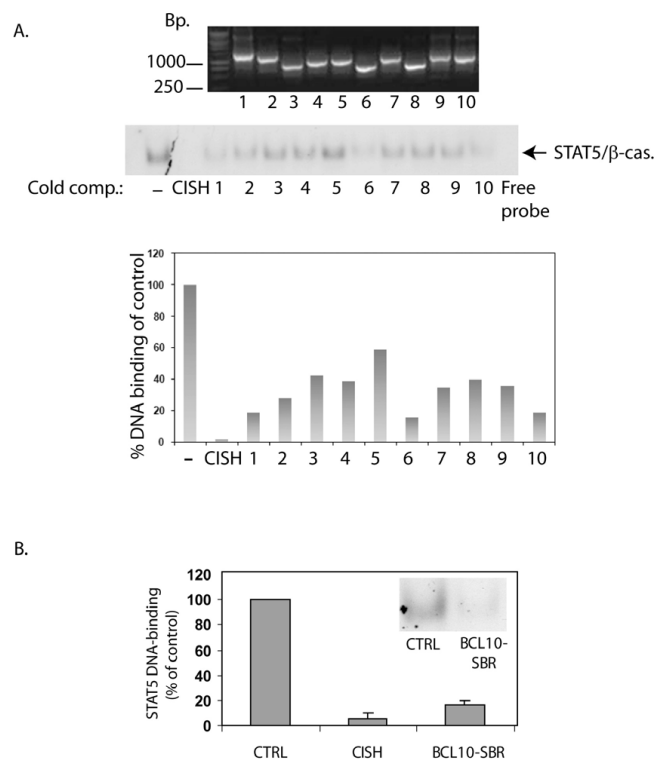 A.
Bp.
1000
250
1 2 3 4 5 6 7 8 9 10
STAT5/β-cas.
Cold comp.: – CISH 1 2 3 4 5 6 7 8 9 10 Free
probe
% DNA binding of control
120
100
80
60
40
20
0
– CISH 1 2 3 4 5 6 7 8 9 10
B.
STAT5 DNA-binding
(% of control)
120
100
80
60
40
20
0
CTRL BCL10-
SBR
CTRL CISH BCL10-SBR